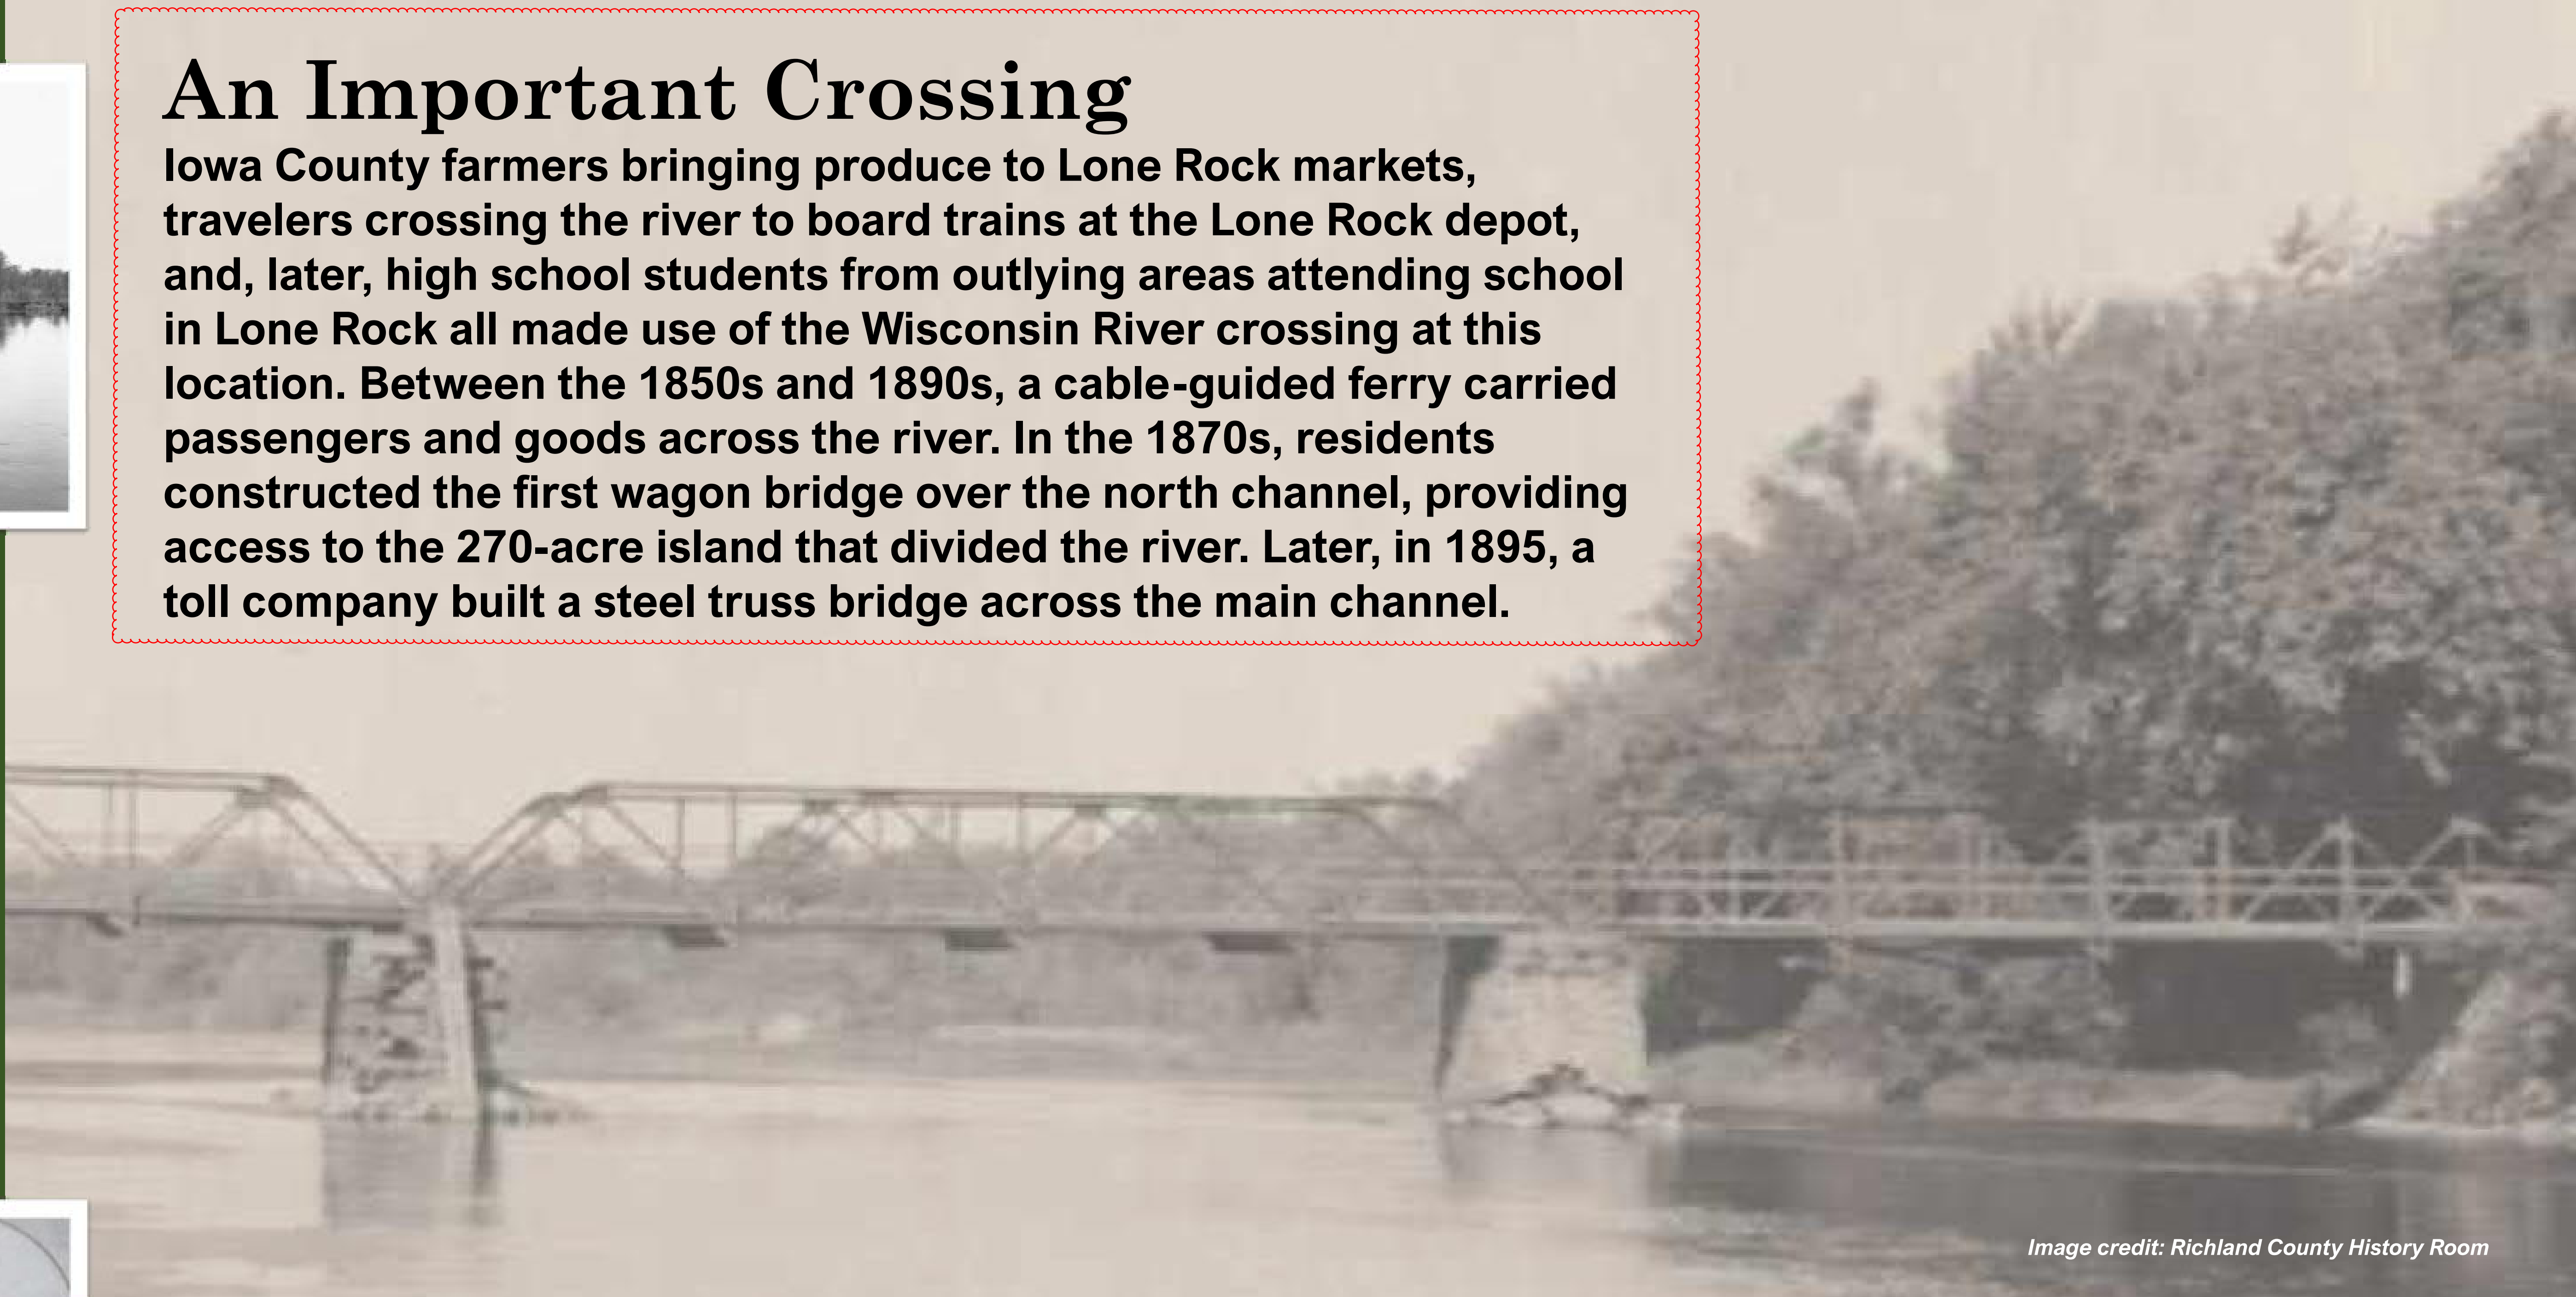 An Important Crossing
Iowa County farmers bringing produce to Lone Rock markets,
travelers crossing the river to board trains at the Lone Rock depot,
and, later, high school students from outlying areas attending school
in Lone Rock all made use of the Wisconsin River crossing at this
location. Between the 1850s and 1890s, a cable-guided ferry carried
passengers and goods across the river. In the 1870s, residents
constructed the first wagon bridge over the north channel, providing
access to the 270-acre island that divided the river. Later, in 1895, a
toll company built a steel truss bridge across the main channel.
Image credit: Richland County History Room